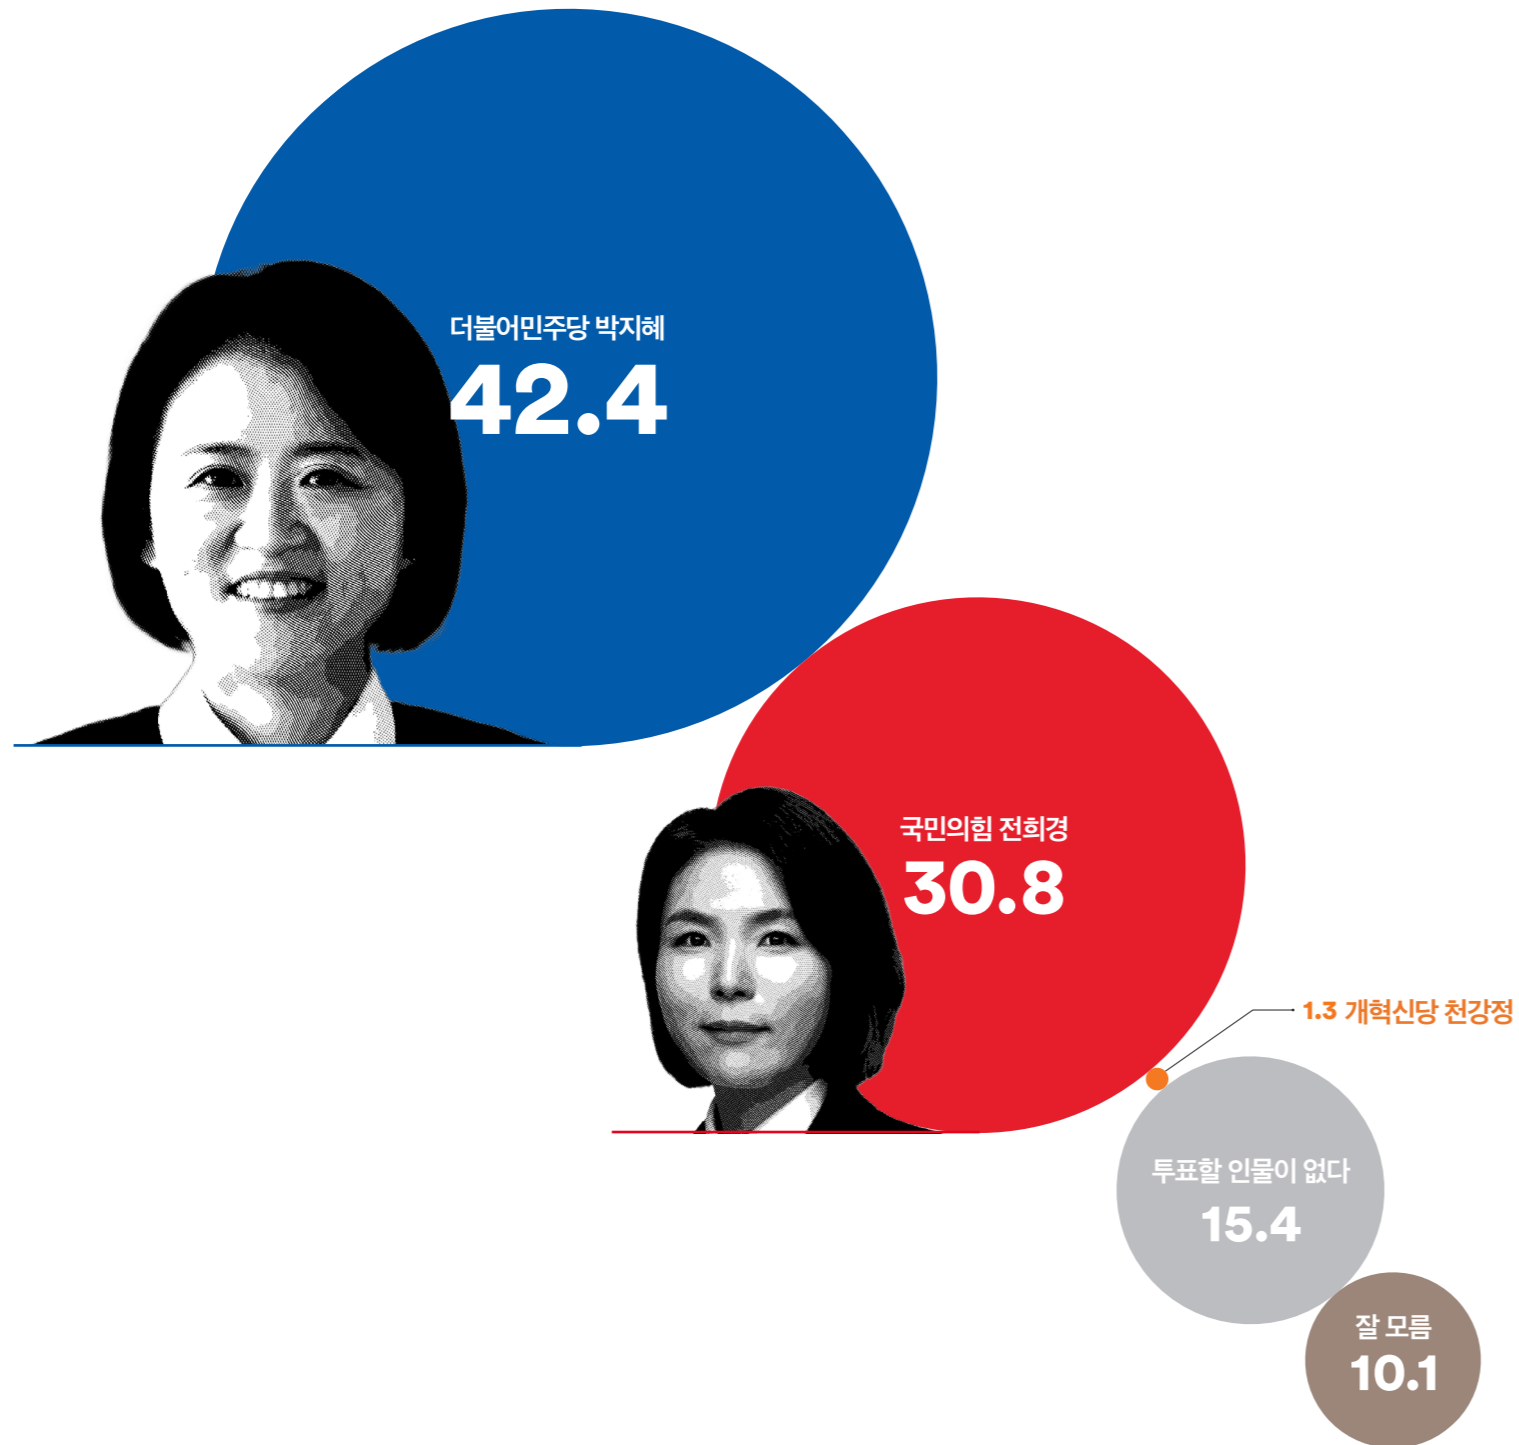 더불어민주당 박지혜
42.4
국민의힘 전희경
30.8
1.3 개혁신당 천강정
투표할 인물이 없다
15.4
잘 모름
10.1